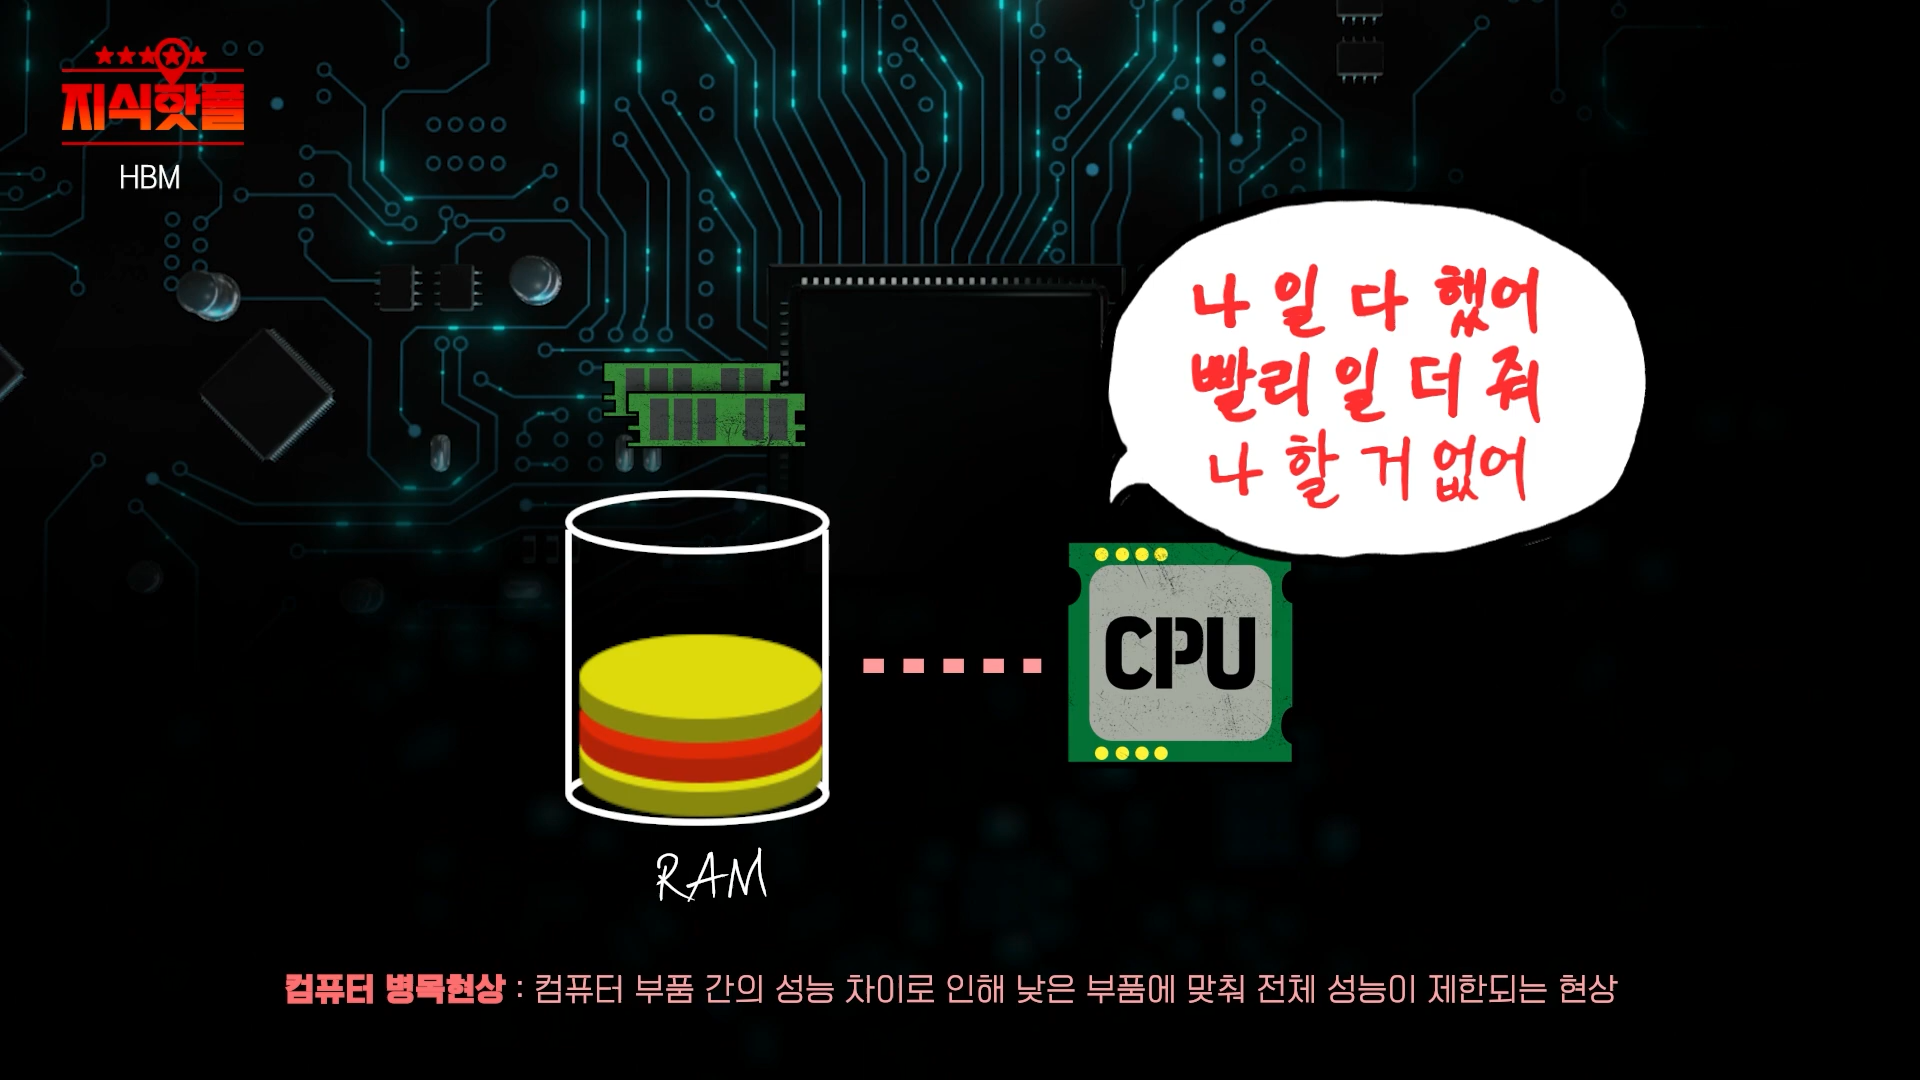 지식핫플
HBM
나 일 다 했어
빨리 일 더 줘
나 할 거 없어
CPU
RAM
컴퓨터 병목현상 : 컴퓨터 부품 간의 성능 차이로 인해 낮은 부품에 맞춰 전체 성능이 제한되는 현상